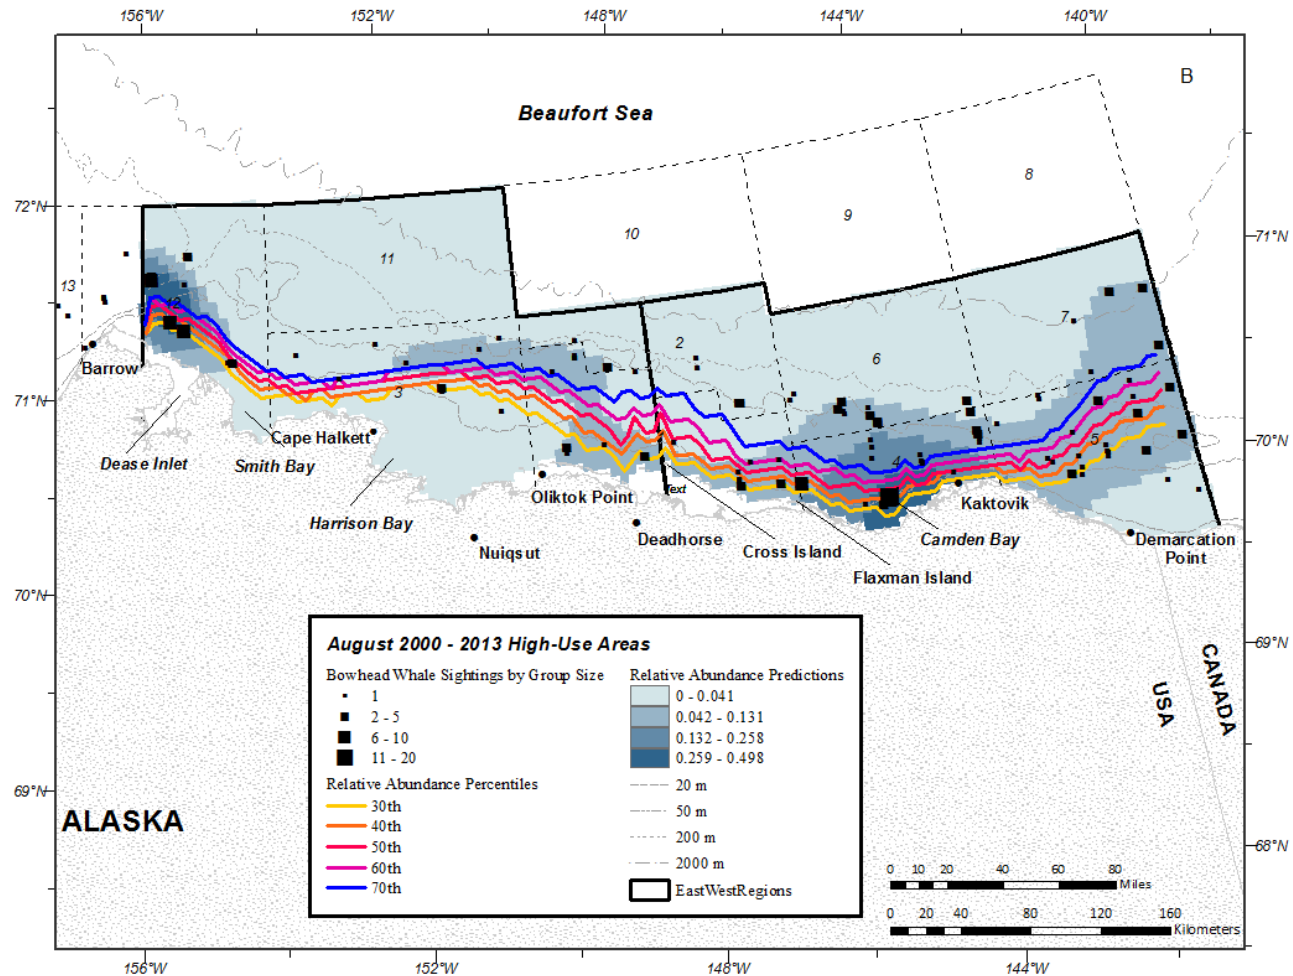 156°W 152°W 148°W 144°W 140°W
B
Beaufort Sea
8
9
10
72°N
71°N
11
13
12
7
2
6
Barrow
3
71°N
70°N
Cape Halkett
5
4
Dease Inlet
Smith Bay
Oliktok Point
Text
Kaktovik
Harrison Bay
Deadhorse
Camden Bay
Demarcation
Point
Nuiqsut
Cross Island
Flaxman Island
70°N
69°N
August 2000 - 2013 High-Use Areas
Bowhead Whale Sightings by Group Size
1
2 - 5
6 - 10
11 - 20
Relative Abundance Percentiles
30th
40th
50th
60th
70th
Relative Abundance Predictions
0 - 0.041
0.042 - 0.131
0.132 - 0.258
0.259 - 0.498
20 m
50 m
200 m
2000 m
EastWestRegions
USA
CANADA
69°N
ALASKA
68°N
0 10 20 40 60 80
Miles
0 20 40 80 120 160
Kilometers
156°W 152°W 148°W 144°W